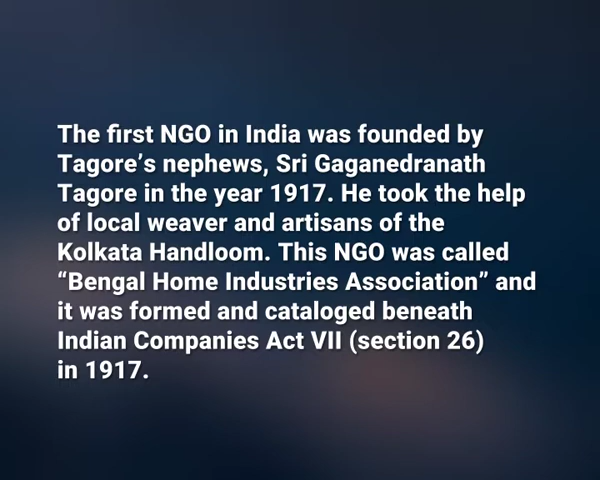 The first NGO in India was founded by
Tagore’s nephews, Sri Gaganedranath
Tagore in the year 1917. He took the help
of local weaver and artisans of the
Kolkata Handloom. This NGO was called
“Bengal Home Industries Association” and
it was formed and cataloged beneath
Indian Companies Act VII (section 26)
in 1917.